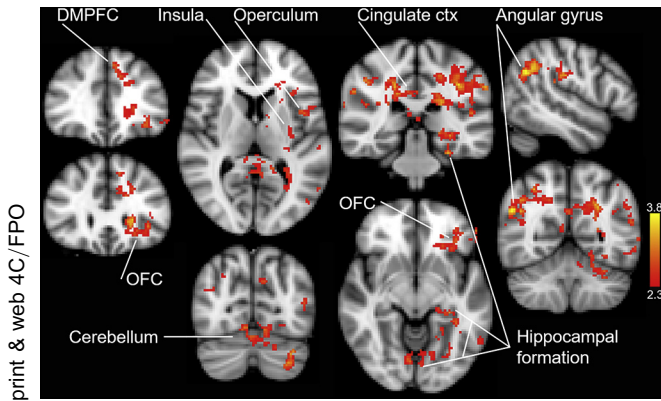 DMPFC
Insula
Operculum
Cingulate ctx
Angular gyrus
OFC
OFC
3.8
2.3
Cerebellum
Hippocampal
formation
print & web 4C/FPO